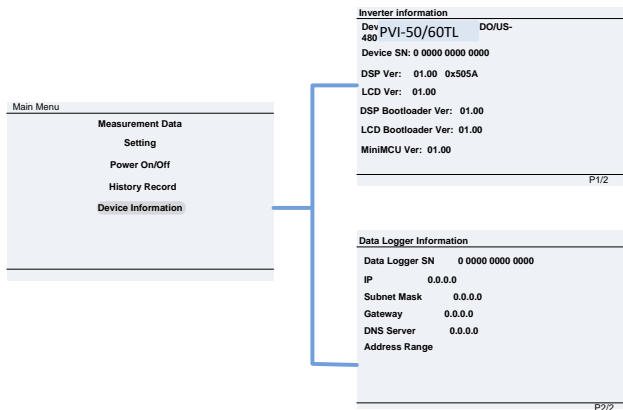 Main Menu
Measurement Data
Setting
Power On/Off
History Record
Device Information
Inverter information
Dev PVI-50/60TL DO/US-
480
Device SN: 0 0000 0000 0000
DSP Ver: 01.00 0x505A
LCD Ver: 01.00
DSP Bootloader Ver: 01.00
LCD Bootloader Ver: 01.00
MiniMCU Ver: 01.00
P1/2
Data Logger Information
Data Logger SN 0 0000 0000 0000
IP 0.0.0.0
Subnet Mask 0.0.0.0
Gateway 0.0.0.0
DNS Server 0.0.0.0
Address Range
P2/2